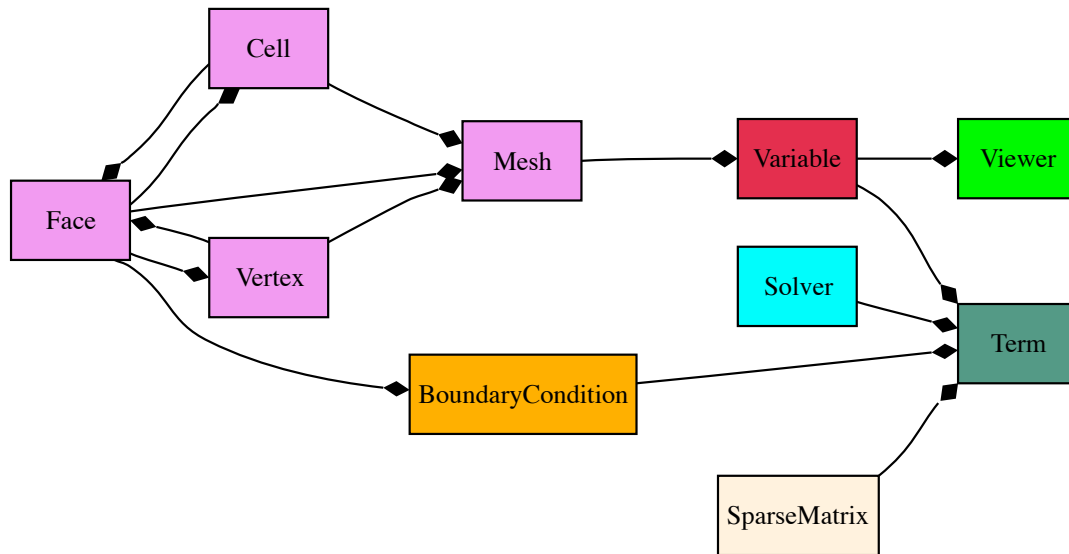 Cell
Mesh
Variable
Viewer
Face
Vertex
Solver
Term
BoundaryCondition
SparseMatrix